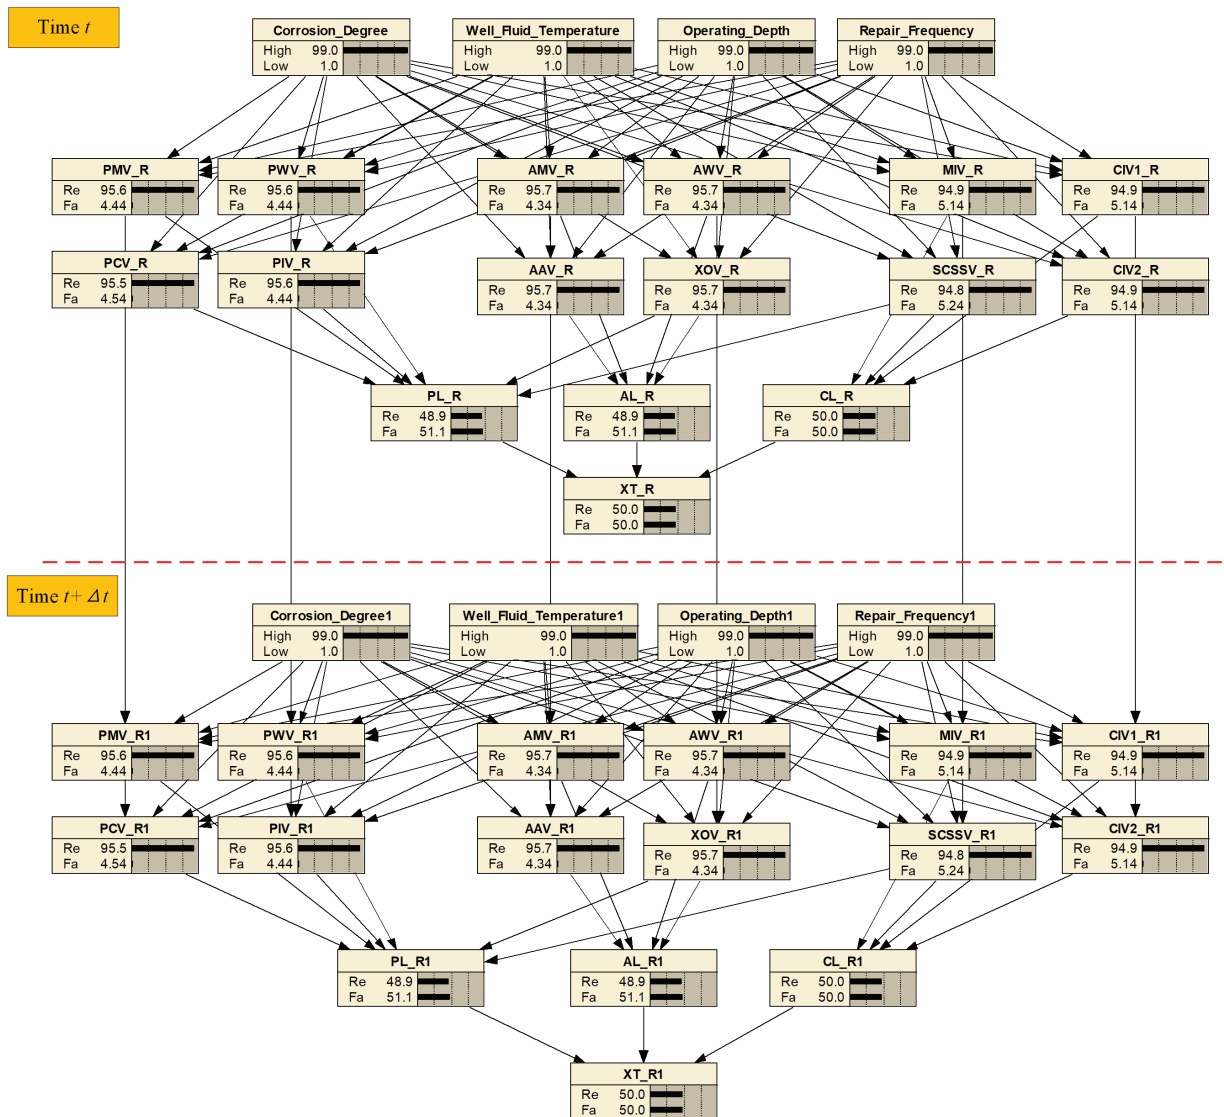 Time t
Corrosion_Degree
High 99.0
Low 1.0
Well_Fluid_Temperature
High 99.0
Low 1.0
Operating_Depth
High 99.0
Low 1.0
Repair_Frequency
High 99.0
Low 1.0
PMV_R
Re 95.6
Fa 4.44
PWV_R
Re 95.6
Fa 4.44
AMV_R
Re 95.7
Fa 4.34
AWV_R
Re 95.7
Fa 4.34
MIV_R
Re 94.9
Fa 5.14
CIV1_R
Re 94.9
Fa 5.14
PCV_R
Re 95.5
Fa 4.54
PIV_R
Re 95.6
Fa 4.44
AAV_R
Re 95.7
Fa 4.34
XOV_R
Re 95.7
Fa 4.34
SCSSV_R
Re 94.8
Fa 5.24
CIV2_R
Re 94.9
Fa 5.14
PL_R
Re 48.9
Fa 51.1
AL_R
Re 48.9
Fa 51.1
CL_R
Re 50.0
Fa 50.0
XT_R
Re 50.0
Fa 50.0
Time t+ Δt
Corrosion_Degree1
High 99.0
Low 1.0
Well_Fluid_Temperature1
High 99.0
Low 1.0
Operating_Depth1
High 99.0
Low 1.0
Repair_Frequency1
High 99.0
Low 1.0
PMV_R1
Re 95.6
Fa 4.44
PWV_R1
Re 95.6
Fa 4.44
AMV_R1
Re 95.7
Fa 4.34
AWV_R1
Re 95.7
Fa 4.34
MIV_R1
Re 94.9
Fa 5.14
CIV1_R1
Re 94.9
Fa 5.14
PCV_R1
Re 95.5
Fa 4.54
PIV_R1
Re 95.6
Fa 4.44
AAV_R1
Re 95.7
Fa 4.34
XOV_R1
Re 95.7
Fa 4.34
SCSSV_R1
Re 94.8
Fa 5.24
CIV2_R1
Re 94.9
Fa 5.14
PL_R1
Re 48.9
Fa 51.1
AL_R1
Re 48.9
Fa 51.1
CL_R1
Re 50.0
Fa 50.0
XT_R1
Re 50.0
Fa 50.0